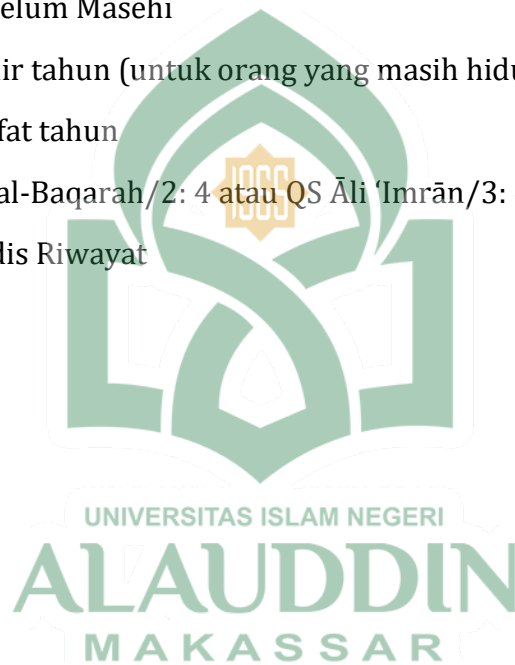 elum Masehi
ir tahun (untuk orang yang masih hidu
fat tahun
al-Baqarah/2: 4 atau QS Āli ‘Imrān/3:
dis Riwayat
1965
UNIVERSITAS ISLAM NEGERI
ALAUDDIN
MAKASSAR